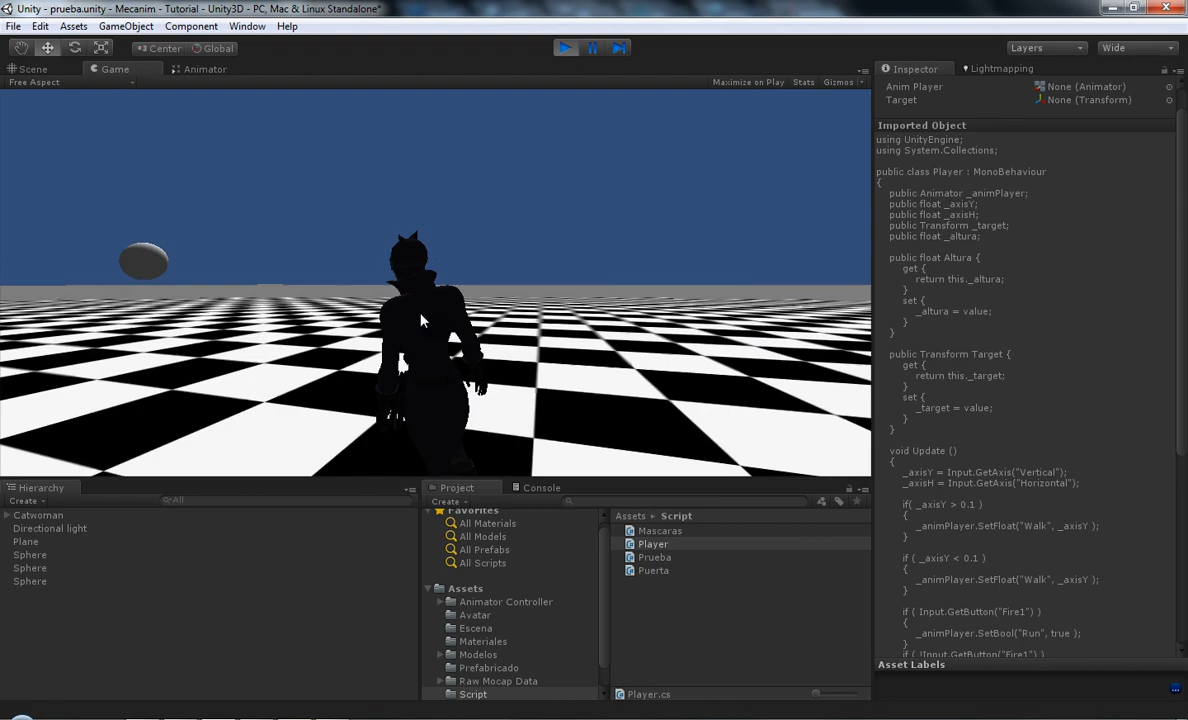 Unity - prueba.unity - Mecanim - Tutorial - Unity3D - PC, Mac & Linux Standalone*
File Edit Assets GameObject Component Window Help
Center Global Layers Wide
Scene Game Animator
Free Aspect Maximize on Play Stats Gizmos
Inspector Lightmapping
Anim Player None (Animator)
Target None (Transform)
Imported Object
using UnityEngine;
using System.Collections;
public class Player : MonoBehaviour
{
public Animator _animPlayer;
public float _axisY;
public float _axisH;
public Transform _target;
public float _altura;
public float Altura {
get {
return this._altura;
}
set {
_altura = value;
}
}
public Transform Target {
get {
return this._target;
}
set {
_target = value;
}
}
void Update ()
{
_axisY = Input.GetAxis("Vertical");
_axisH = Input.GetAxis("Horizontal");
if( _axisY > 0.1 )
{
_animPlayer.SetFloat("Walk", _axisY );
}
if ( _axisY < 0.1 )
{
_animPlayer.SetFloat("Walk", _axisY );
}
if ( Input.GetButton("Fire1") )
{
_animPlayer.SetBool("Run", true );
}
if ( !Input.GetButton("Fire1") )
Asset Labels
Hierarchy
Create All
Catwoman
Directional light
Plane
Sphere
Sphere
Sphere
Project Console
Create
Favorites
All Materials
All Models
All Prefabs
All Scripts
Assets
Animator Controller
Avatar
Escena
Materiales
Modelos
Prefabricado
Raw Mocap Data
Script
Assets Script
Mascaras
Player
Prueba
Puerta
Player.cs